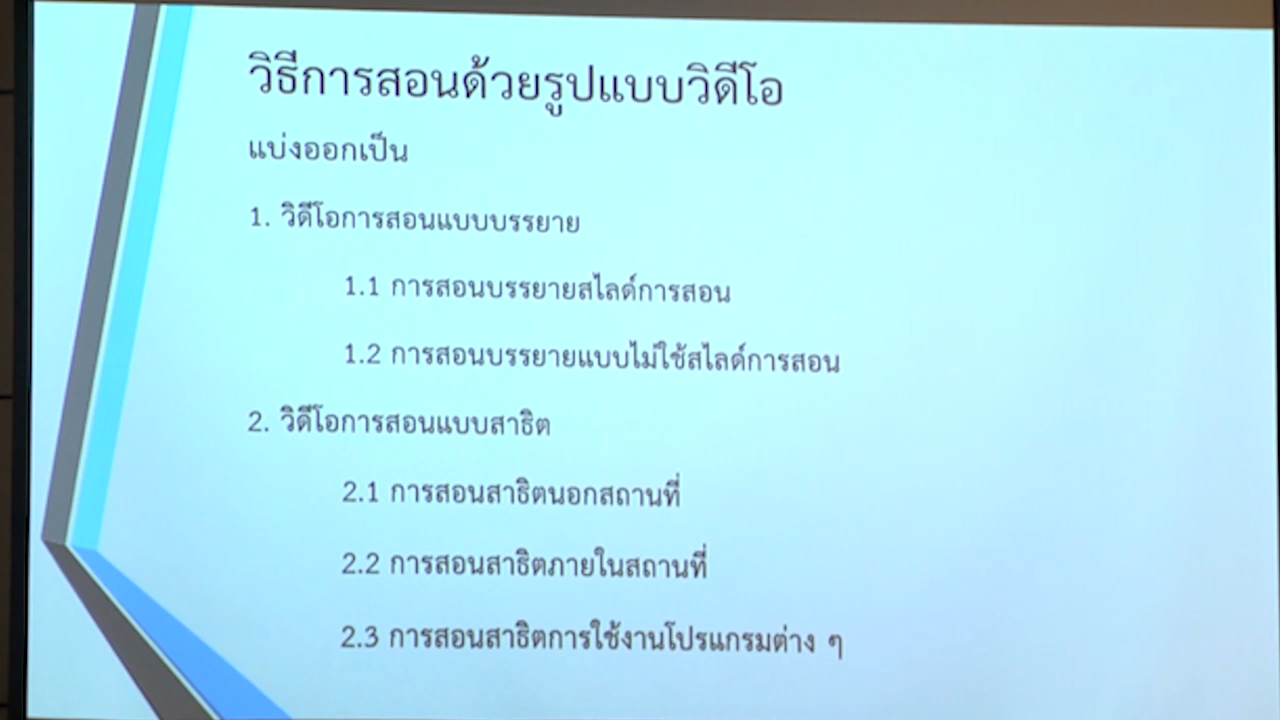 วิธีการสอนด้วยรูปแบบวิดีโอ
แบ่งออกเป็น
1. วิดีโอการสอนแบบบรรยาย
1.1 การสอนบรรยายสไลด์การสอน
1.2 การสอนบรรยายแบบไม่ใช้สไลด์การสอน
2. วิดีโอการสอนแบบสาธิต
2.1 การสอนสาธิตนอกสถานที่
2.2 การสอนสาธิตภายในสถานที่
2.3 การสอนสาธิตการใช้งานโปรแกรมต่าง ๆ